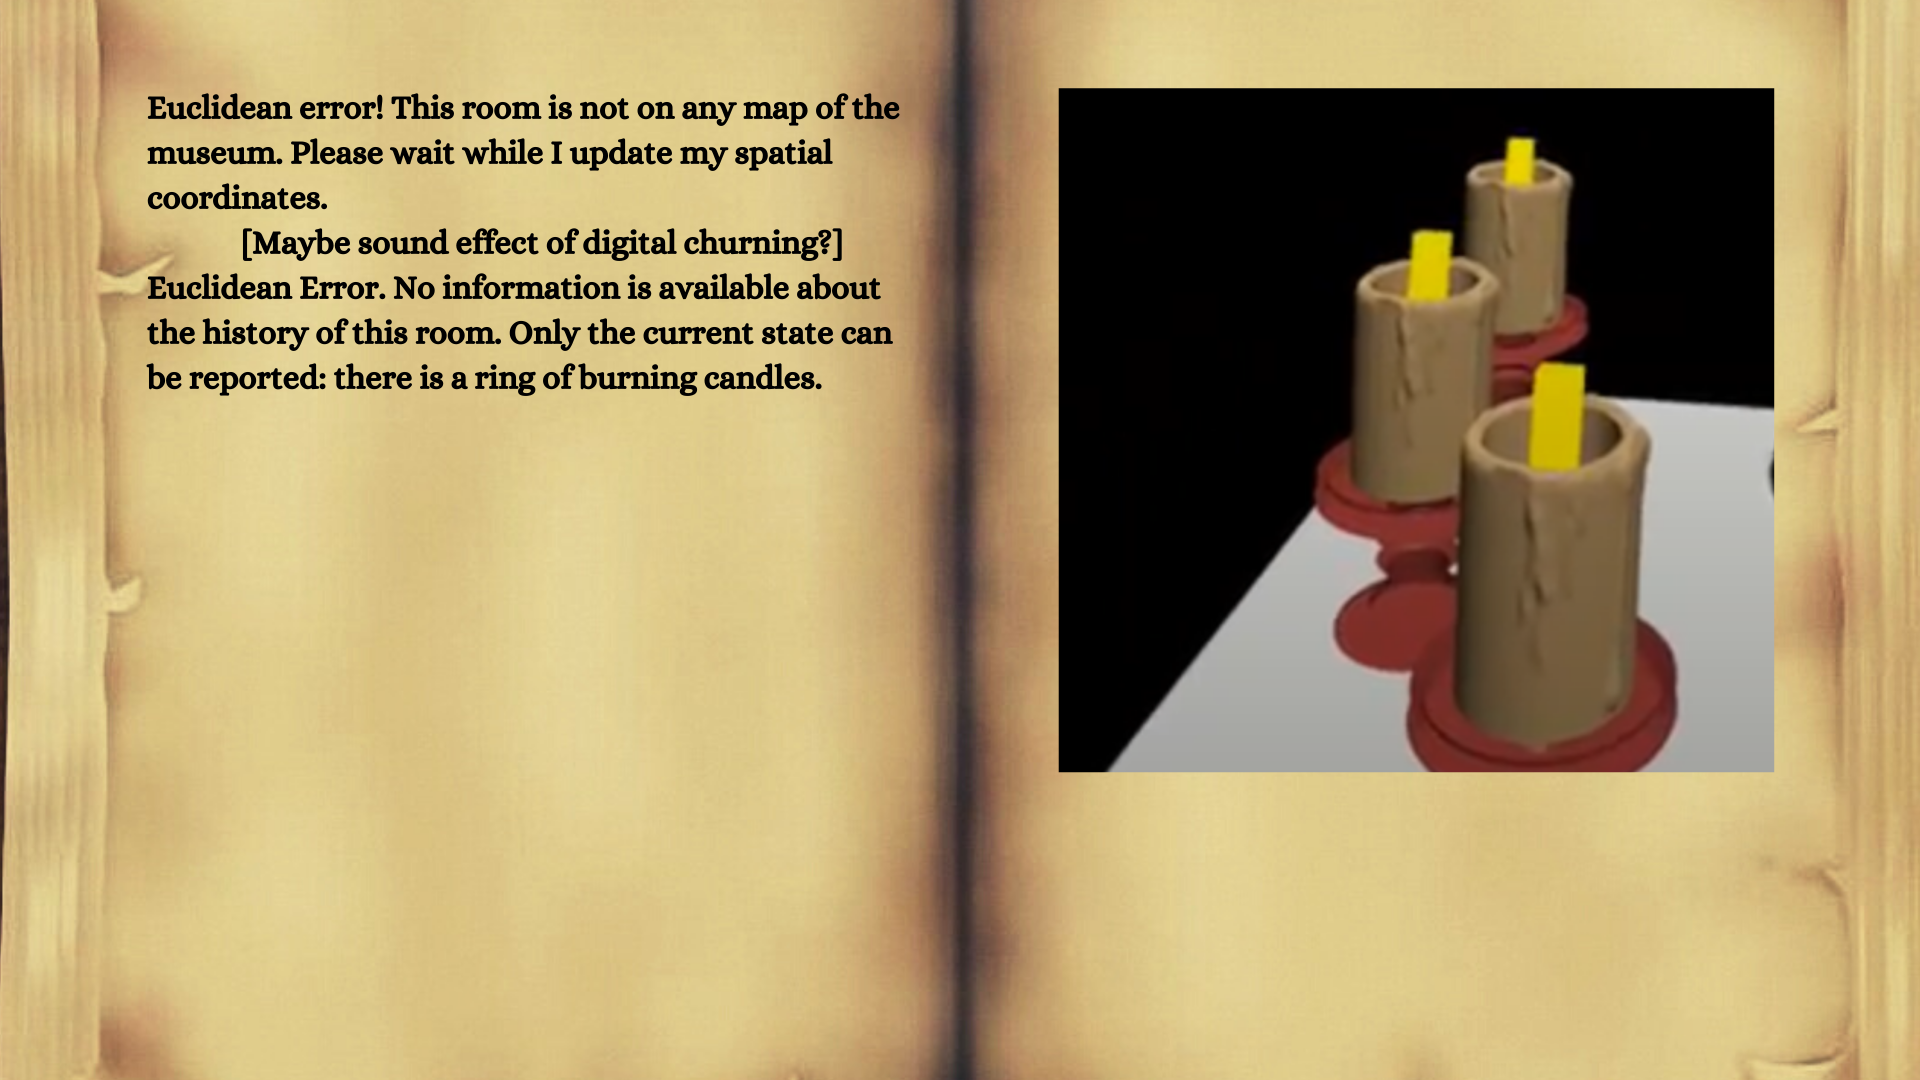 Euclidean error! This room is not on any map of the
museum. Please wait while I update my spatial
coordinates.
[Maybe sound effect of digital churning?]
Euclidean Error. No information is available about
the history of this room. Only the current state can
be reported: there is a ring of burning candles.